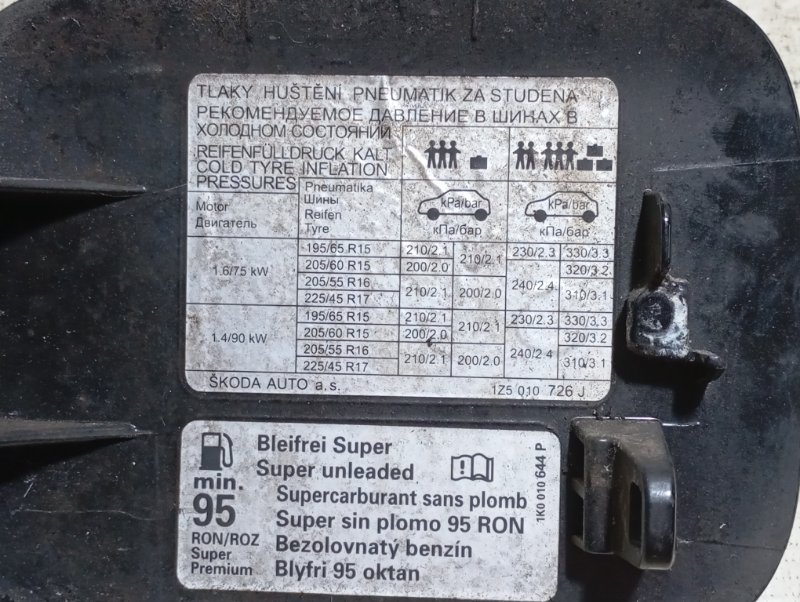 TLAKY HUŠTĚNÍ PNEUMATIK ZA STUDENA
РЕКОМЕНДУЕМОЕ ДАВЛЕНИЕ В ШИНАХ В
ХОЛОДНОМ СОСТОЯНИИ
REIFENFÜLLDRUCK KALT
COLD TYRE INFLATION
PRESSURES
Motor
Двигатель
Pneumatika
Шины
Reifen
Tyre
kPa/bar
кПа/бар
kPa/bar
кПа/бар
1.6/75 kW
195/65 R15 210/2.1 210/2.1 230/2.3 330/3.3
205/60 R15 200/2.0 320/3.2
205/55 R16 210/2.1 200/2.0 240/2.4 310/3.1
225/45 R17
1.4/90 kW
195/65 R15 210/2.1 210/2.1 230/2.3 330/3.3
205/60 R15 200/2.0 320/3.2
205/55 R16 210/2.1 200/2.0 240/2.4 310/3.1
225/45 R17
ŠKODA AUTO a.s. 1Z5 010 726 J
min.
95
RON/ROZ
Super
Premium
Bleifrei Super
Super unleaded
Supercarburant sans plomb
Super sin plomo 95 RON
Bezolovnatý benzín
Blyfri 95 oktan
1K0 010 644 P